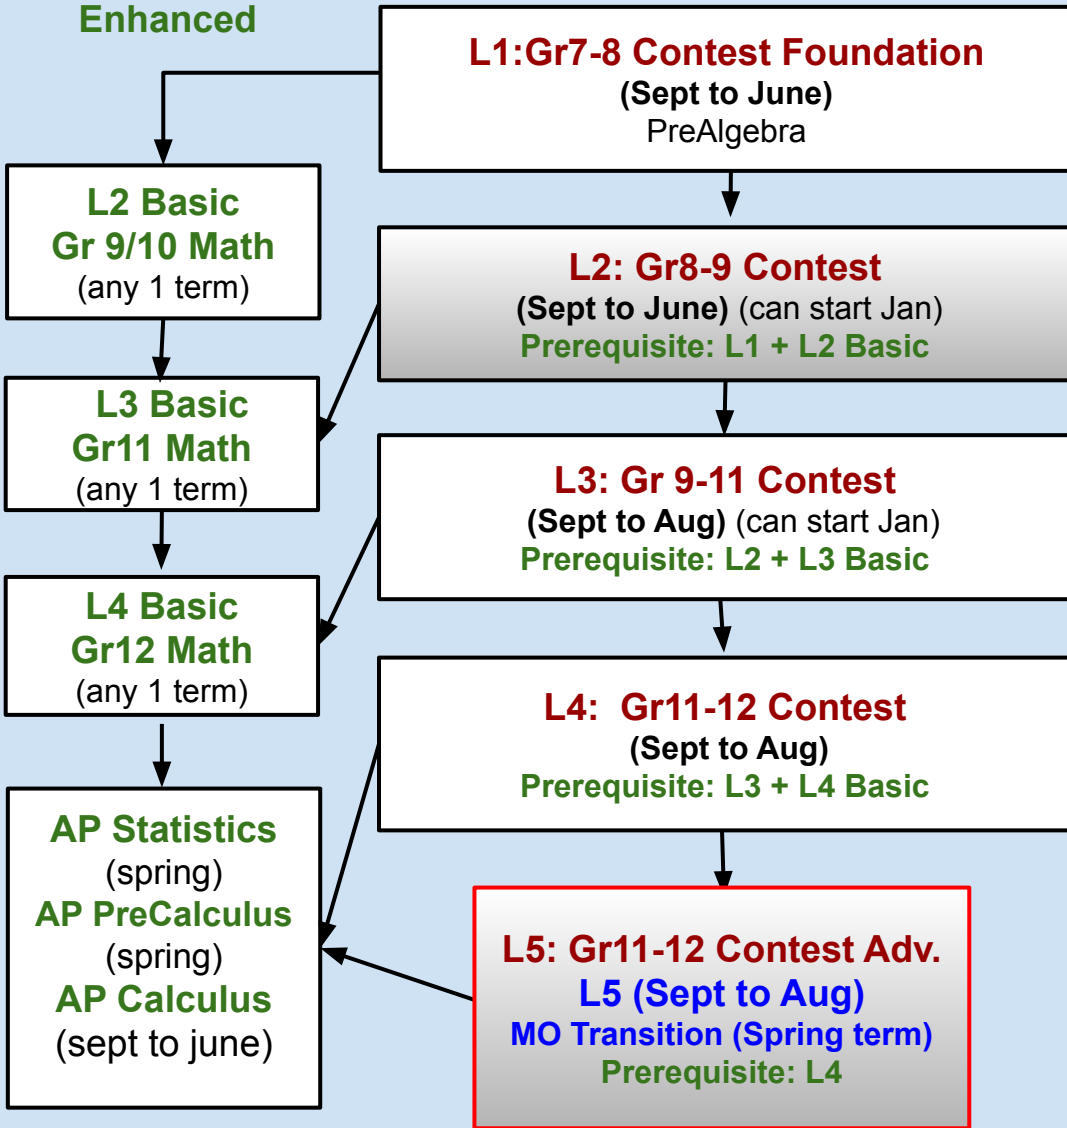 Enhanced
L1:Gr7-8 Contest Foundation
(Sept to June)
PreAlgebra
L2 Basic
Gr 9/10 Math
(any 1 term)
L2: Gr8-9 Contest
(Sept to June) (can start Jan)
Prerequisite: L1 + L2 Basic
L3 Basic
Gr11 Math
(any 1 term)
L3: Gr 9-11 Contest
(Sept to Aug) (can start Jan)
Prerequisite: L2 + L3 Basic
L4 Basic
Gr12 Math
(any 1 term)
L4: Gr11-12 Contest
(Sept to Aug)
Prerequisite: L3 + L4 Basic
AP Statistics
(spring)
AP PreCalculus
(spring)
AP Calculus
(sept to june)
L5: Gr11-12 Contest Adv.
L5 (Sept to Aug)
MO Transition (Spring term)
Prerequisite: L4